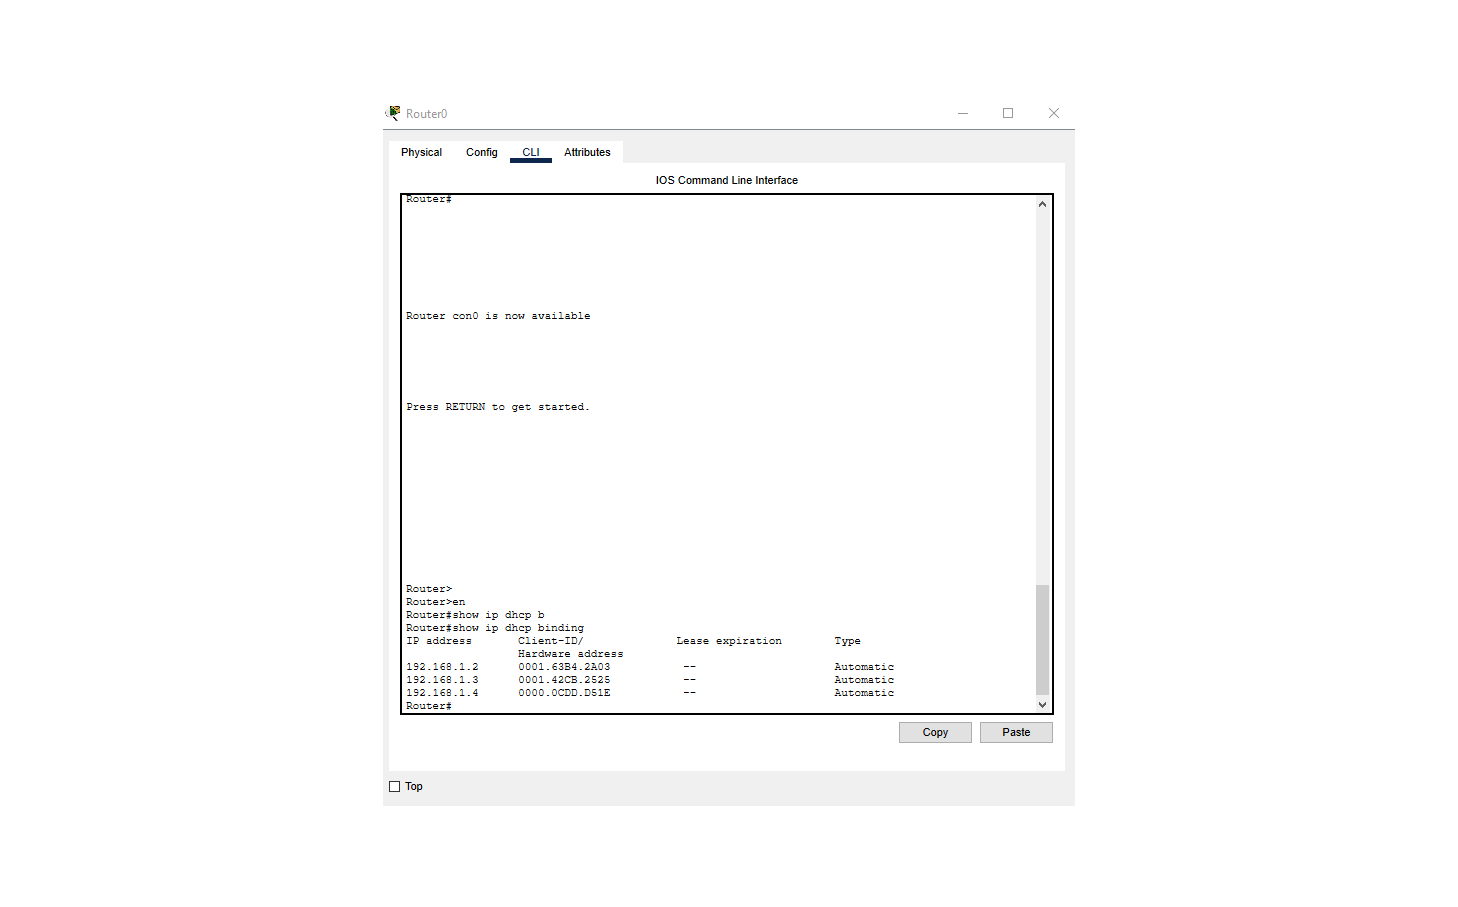 Router0
Physical Config CLI Attributes
IOS Command Line Interface
Router#
Router con0 is now available
Press RETURN to get started.
Router>
Router>en
Router#show ip dhcp b
Router#show ip dhcp binding
IP address Client-ID/ Lease expiration Type
Hardware address
192.168.1.2 0001.63B4.2A03 -- Automatic
192.168.1.3 0001.42CB.2525 -- Automatic
192.168.1.4 0000.0CDD.D51E -- Automatic
Router#
Copy Paste
Top